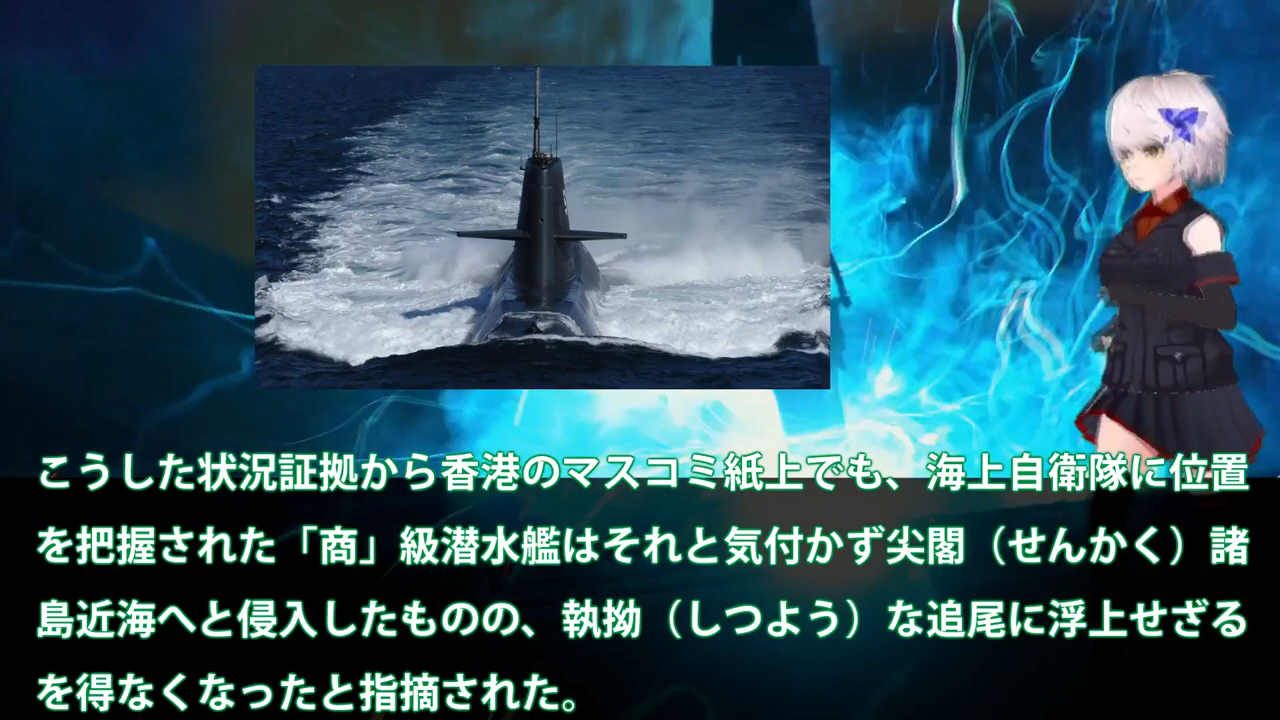 こうした状況証拠から香港のマスコミ紙上でも、海上自衛隊に位置
を把握された「商」級潜水艦はそれと気付かず尖閣（せんかく）諸
島近海へと侵入したものの、執拗（しつよう）な追尾に浮上せざる
を得なくなったと指摘された。